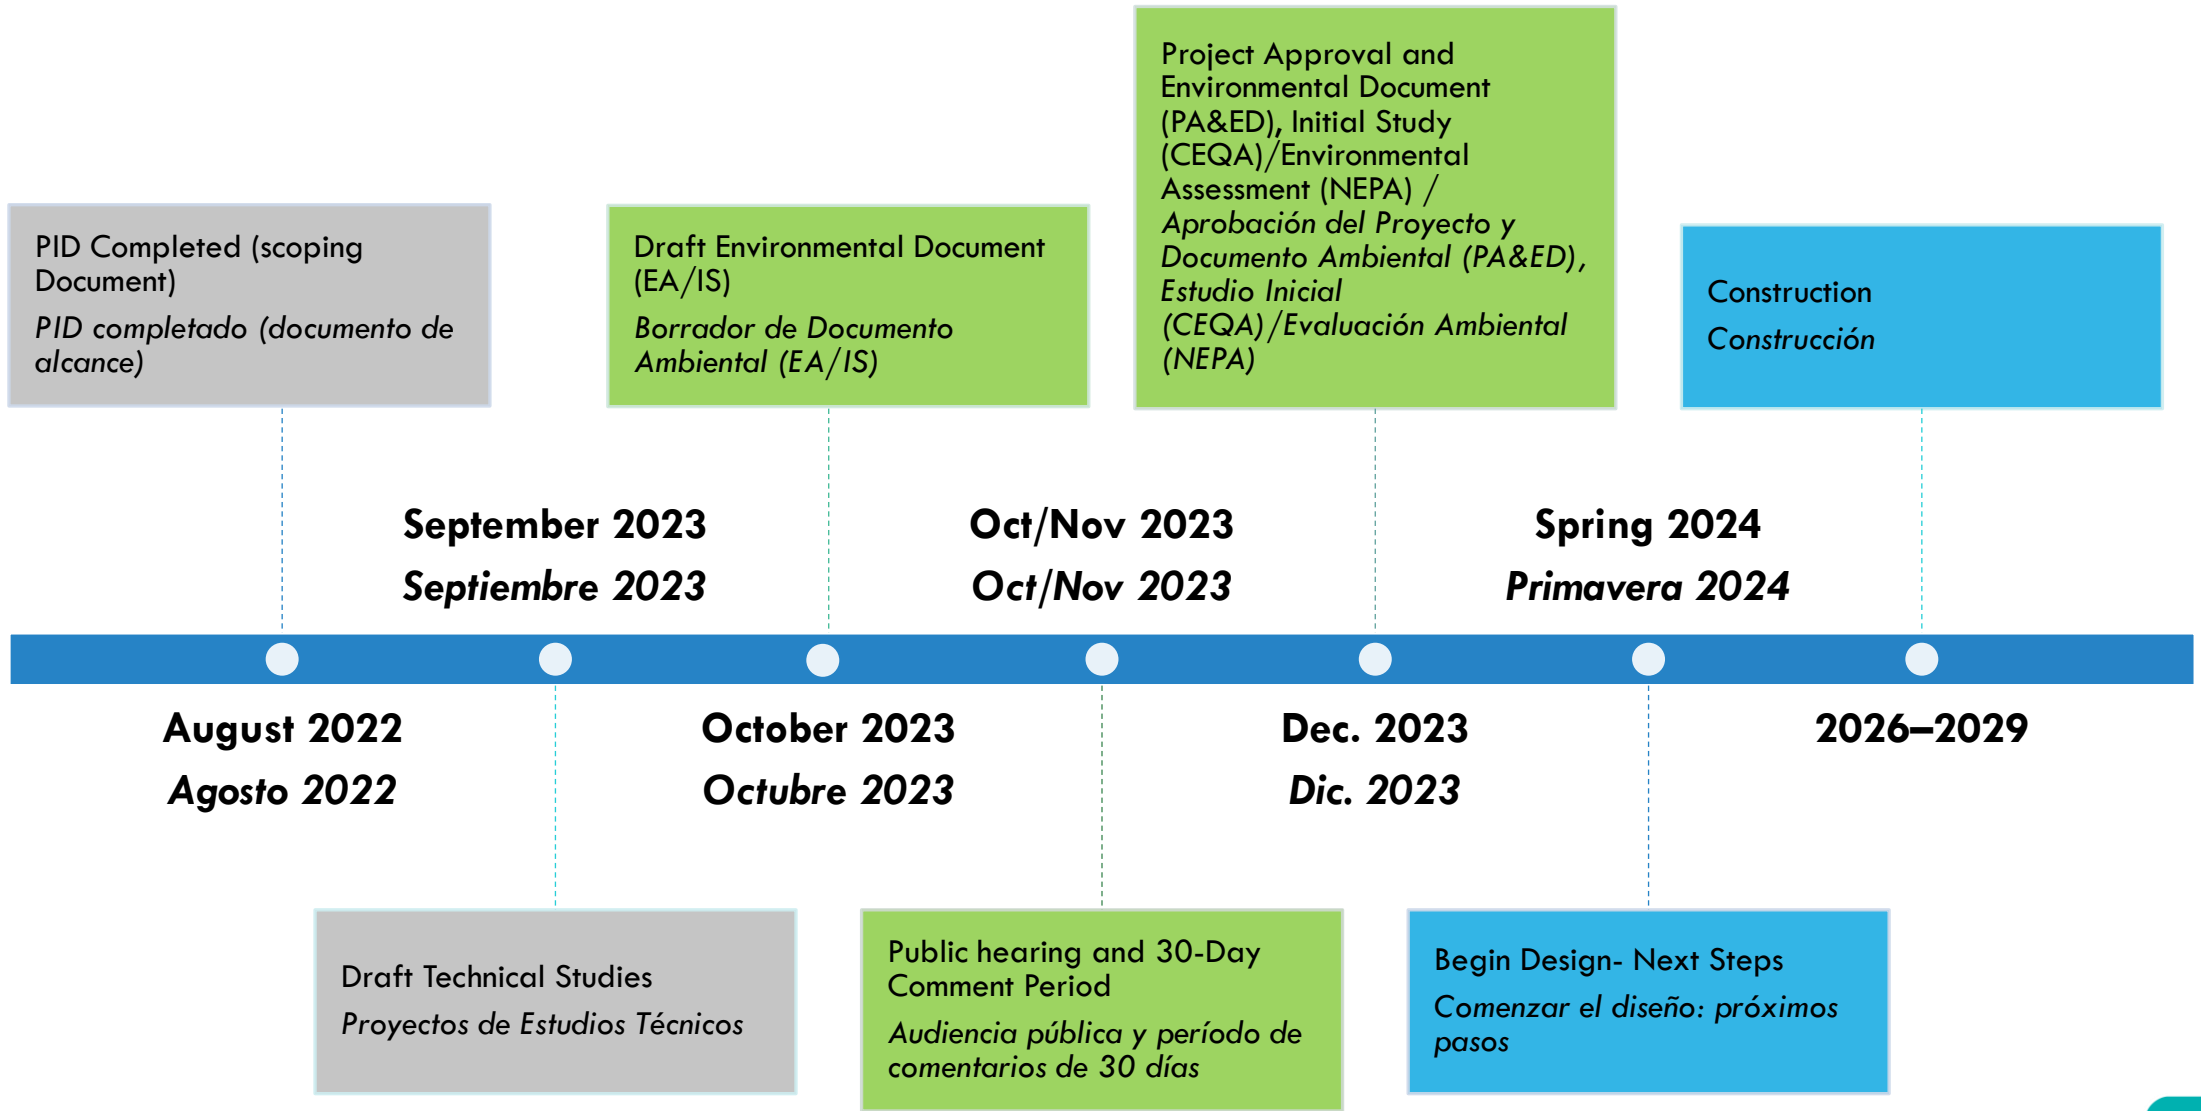 PID Completed (scoping
Document)
PID completado (documento de
alcance)
Draft Environmental Document
(EA/IS)
Borrador de Documento
Ambiental (EA/IS)
Project Approval and
Environmental Document
(PA&ED), Initial Study
(CEQA)/Environmental
Assessment (NEPA) /
Aprobación del Proyecto y
Documento Ambiental (PA&ED),
Estudio Inicial
(CEQA)/Evaluación Ambiental
(NEPA)
Construction
Construcción
September 2023
Septiembre 2023
Oct/Nov 2023
Oct/Nov 2023
Spring 2024
Primavera 2024
August 2022
Agosto 2022
October 2023
Octubre 2023
Dec. 2023
Dic. 2023
2026–2029
Draft Technical Studies
Proyectos de Estudios Técnicos
Public hearing and 30-Day
Comment Period
Audiencia pública y período de
comentarios de 30 días
Begin Design- Next Steps
Comenzar el diseño: próximos
pasos